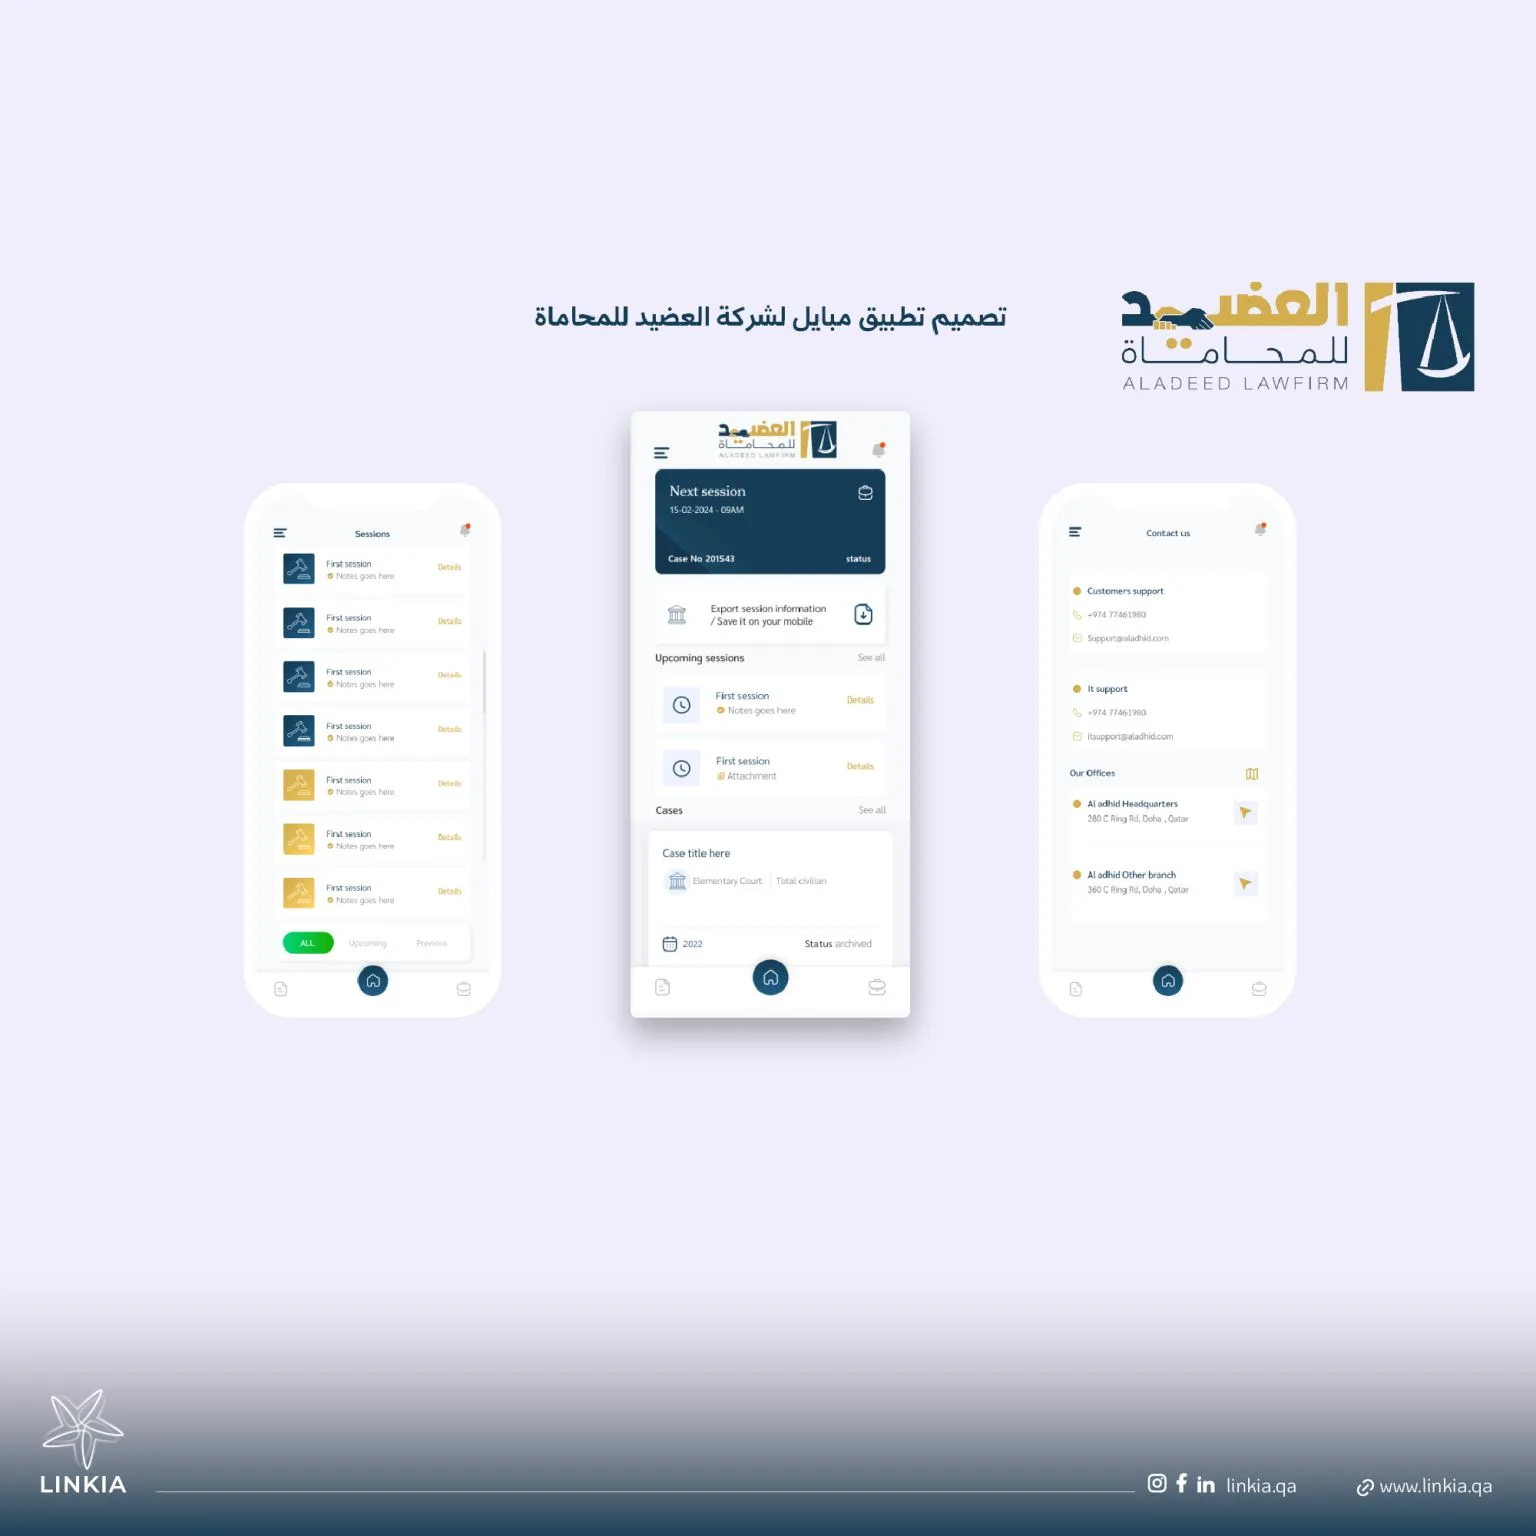 تصميم تطبيق مبايل لشركة العضيد للمحاماة
العضيد
للمحاماة
ALADEED LAWFIRM
Sessions
First session
Notes goes here
Details
First session
Notes goes here
Details
First session
Notes goes here
Details
First session
Notes goes here
Details
First session
Notes goes here
Details
First session
Notes goes here
Details
First session
Notes goes here
Details
ALL Upcoming Previous
العضيد
للمحاماة
ALADEED LAWFIRM
Next session
15-02-2024 - 09AM
Case No 201543 status
Export session information
/ Save it on your mobile
Upcoming sessions See all
First session
Notes goes here
Details
First session
Attachment
Details
Cases See all
Case title here
Elementary Court Total civilian
2022 Status archived
Contact us
Customers support
+974 77461980
Support@aladhid.com
It support
+974 77461980
itsupport@aladhid.com
Our Offices
Al adhid Headquarters
280 C Ring Rd, Doha , Qatar
Al adhid Other branch
360 C Ring Rd, Doha , Qatar
LINKIA
linkia.qa
www.linkia.qa